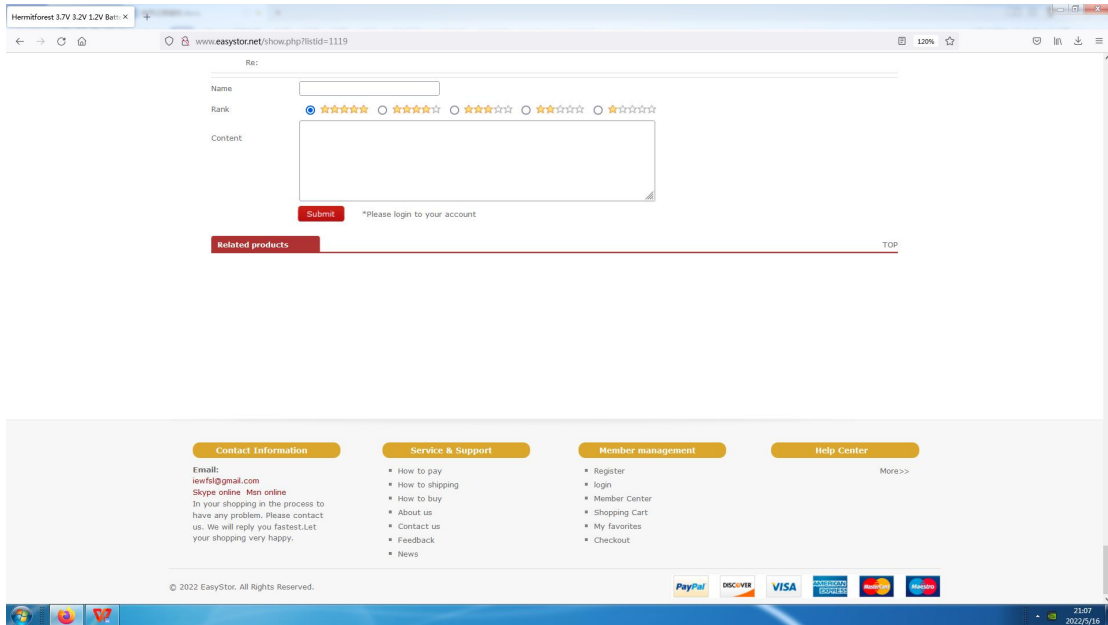 Hermitforest 3.7V 3.2V 1.2V Batt
www.easystor.net/show.php?listid=1119
120%
Re:
Name
Rank
Content
Submit
*Please login to your account
Related products
TOP
Contact Information
Email:
iewfsl@gmail.com
Skype online Msn online
In your shopping in the process to
have any problem. Please contact
us. We will reply you fastest.Let
your shopping very happy.
Service & Support
How to pay
How to shipping
How to buy
About us
Contact us
Feedback
News
Member management
Register
login
Member Center
Shopping Cart
My favorites
Checkout
Help Center
More>>
© 2022 EasyStor. All Rights Reserved.
PayPal
DISCOVER
VISA
AMERICAN
EXPRESS
MasterCard
Maestro
21:07
2022/5/16